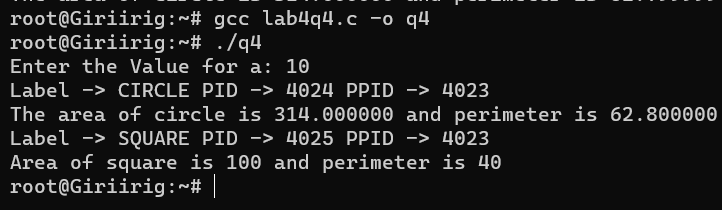 root@Giriirig:~# gcc lab4q4.c -o q4
root@Giriirig:~# ./q4
Enter the Value for a: 10
Label -> CIRCLE PID -> 4024 PPID -> 4023
The area of circle is 314.000000 and perimeter is 62.800000
Label -> SQUARE PID -> 4025 PPID -> 4023
Area of square is 100 and perimeter is 40
root@Giriirig:~#